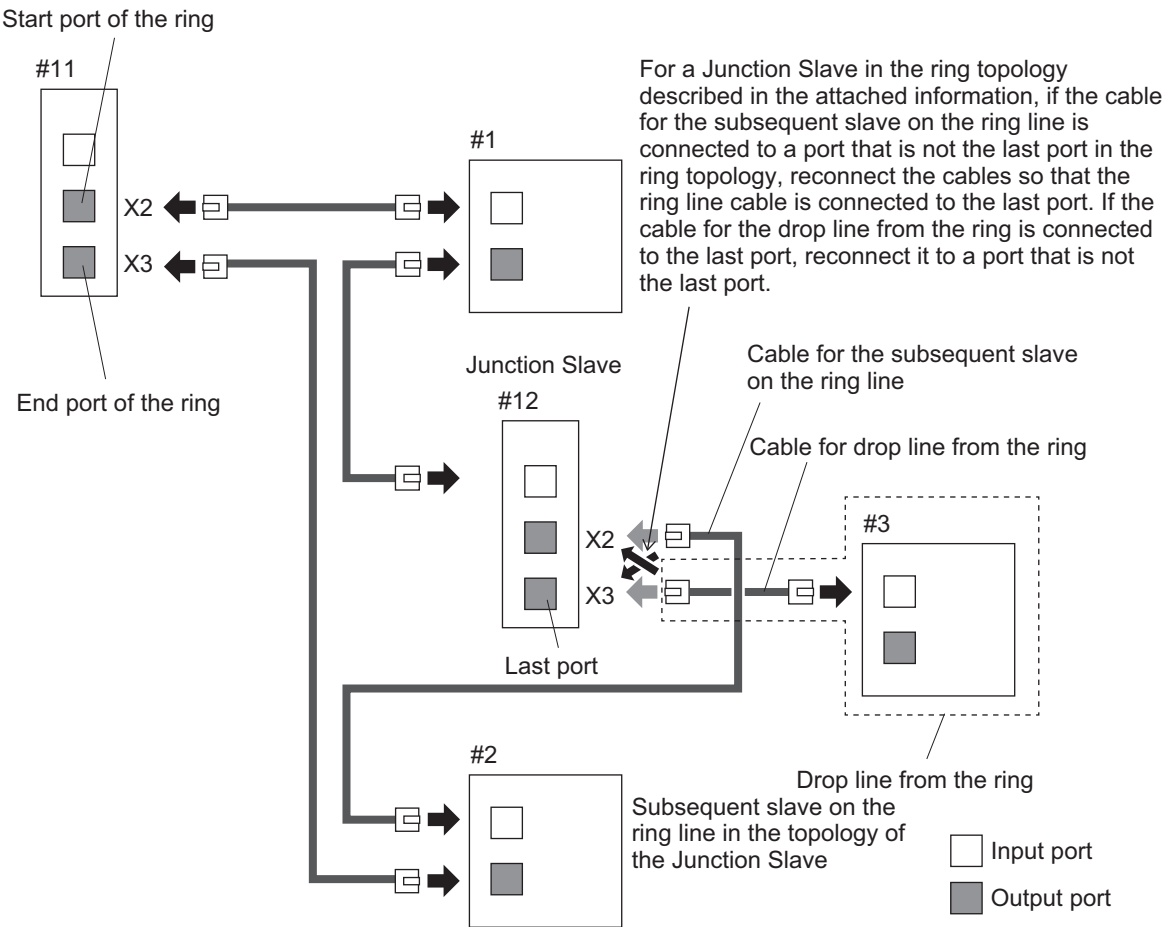 Start port of the ring
#11
X2
X3
End port of the ring
#1
For a Junction Slave in the ring topology
described in the attached information, if the cable
for the subsequent slave on the ring line is
connected to a port that is not the last port in the
ring topology, reconnect the cables so that the
ring line cable is connected to the last port. If the
cable for the drop line from the ring is connected
to the last port, reconnect it to a port that is not
the last port.
Junction Slave
#12
X2
X3
Last port
Cable for the subsequent slave
on the ring line
Cable for drop line from the ring
#3
Drop line from the ring
#2
Subsequent slave on the
ring line in the topology of
the Junction Slave
Input port
Output port